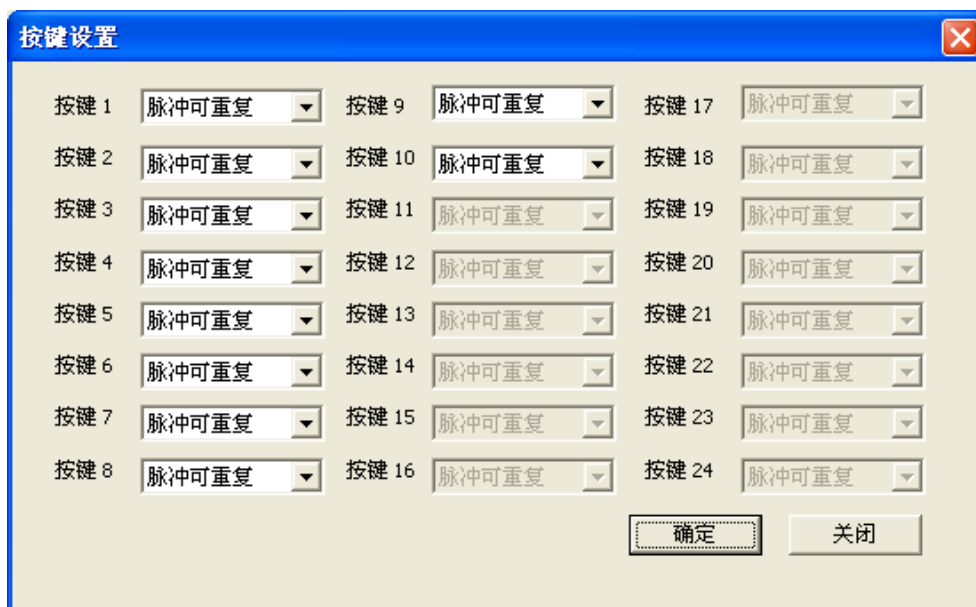 按键设置
按键 1 脉冲可重复 按键 9 脉冲可重复 按键 17 脉冲可重复
按键 2 脉冲可重复 按键 10 脉冲可重复 按键 18 脉冲可重复
按键 3 脉冲可重复 按键 11 脉冲可重复 按键 19 脉冲可重复
按键 4 脉冲可重复 按键 12 脉冲可重复 按键 20 脉冲可重复
按键 5 脉冲可重复 按键 13 脉冲可重复 按键 21 脉冲可重复
按键 6 脉冲可重复 按键 14 脉冲可重复 按键 22 脉冲可重复
按键 7 脉冲可重复 按键 15 脉冲可重复 按键 23 脉冲可重复
按键 8 脉冲可重复 按键 16 脉冲可重复 按键 24 脉冲可重复
确定 关闭